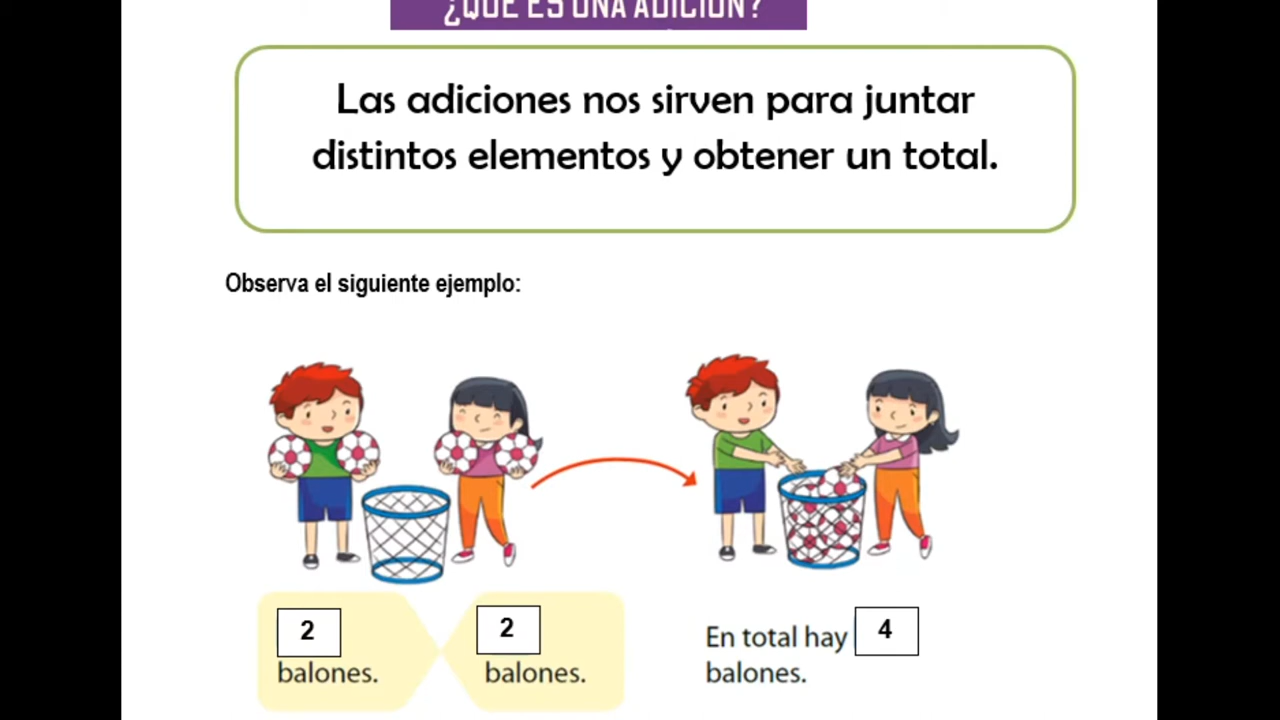 ¿QUÉ ES UNA ADICIÓN?
Las adiciones nos sirven para juntar
distintos elementos y obtener un total.
Observa el siguiente ejemplo:
2
balones.
2
balones.
En total hay 4
balones.